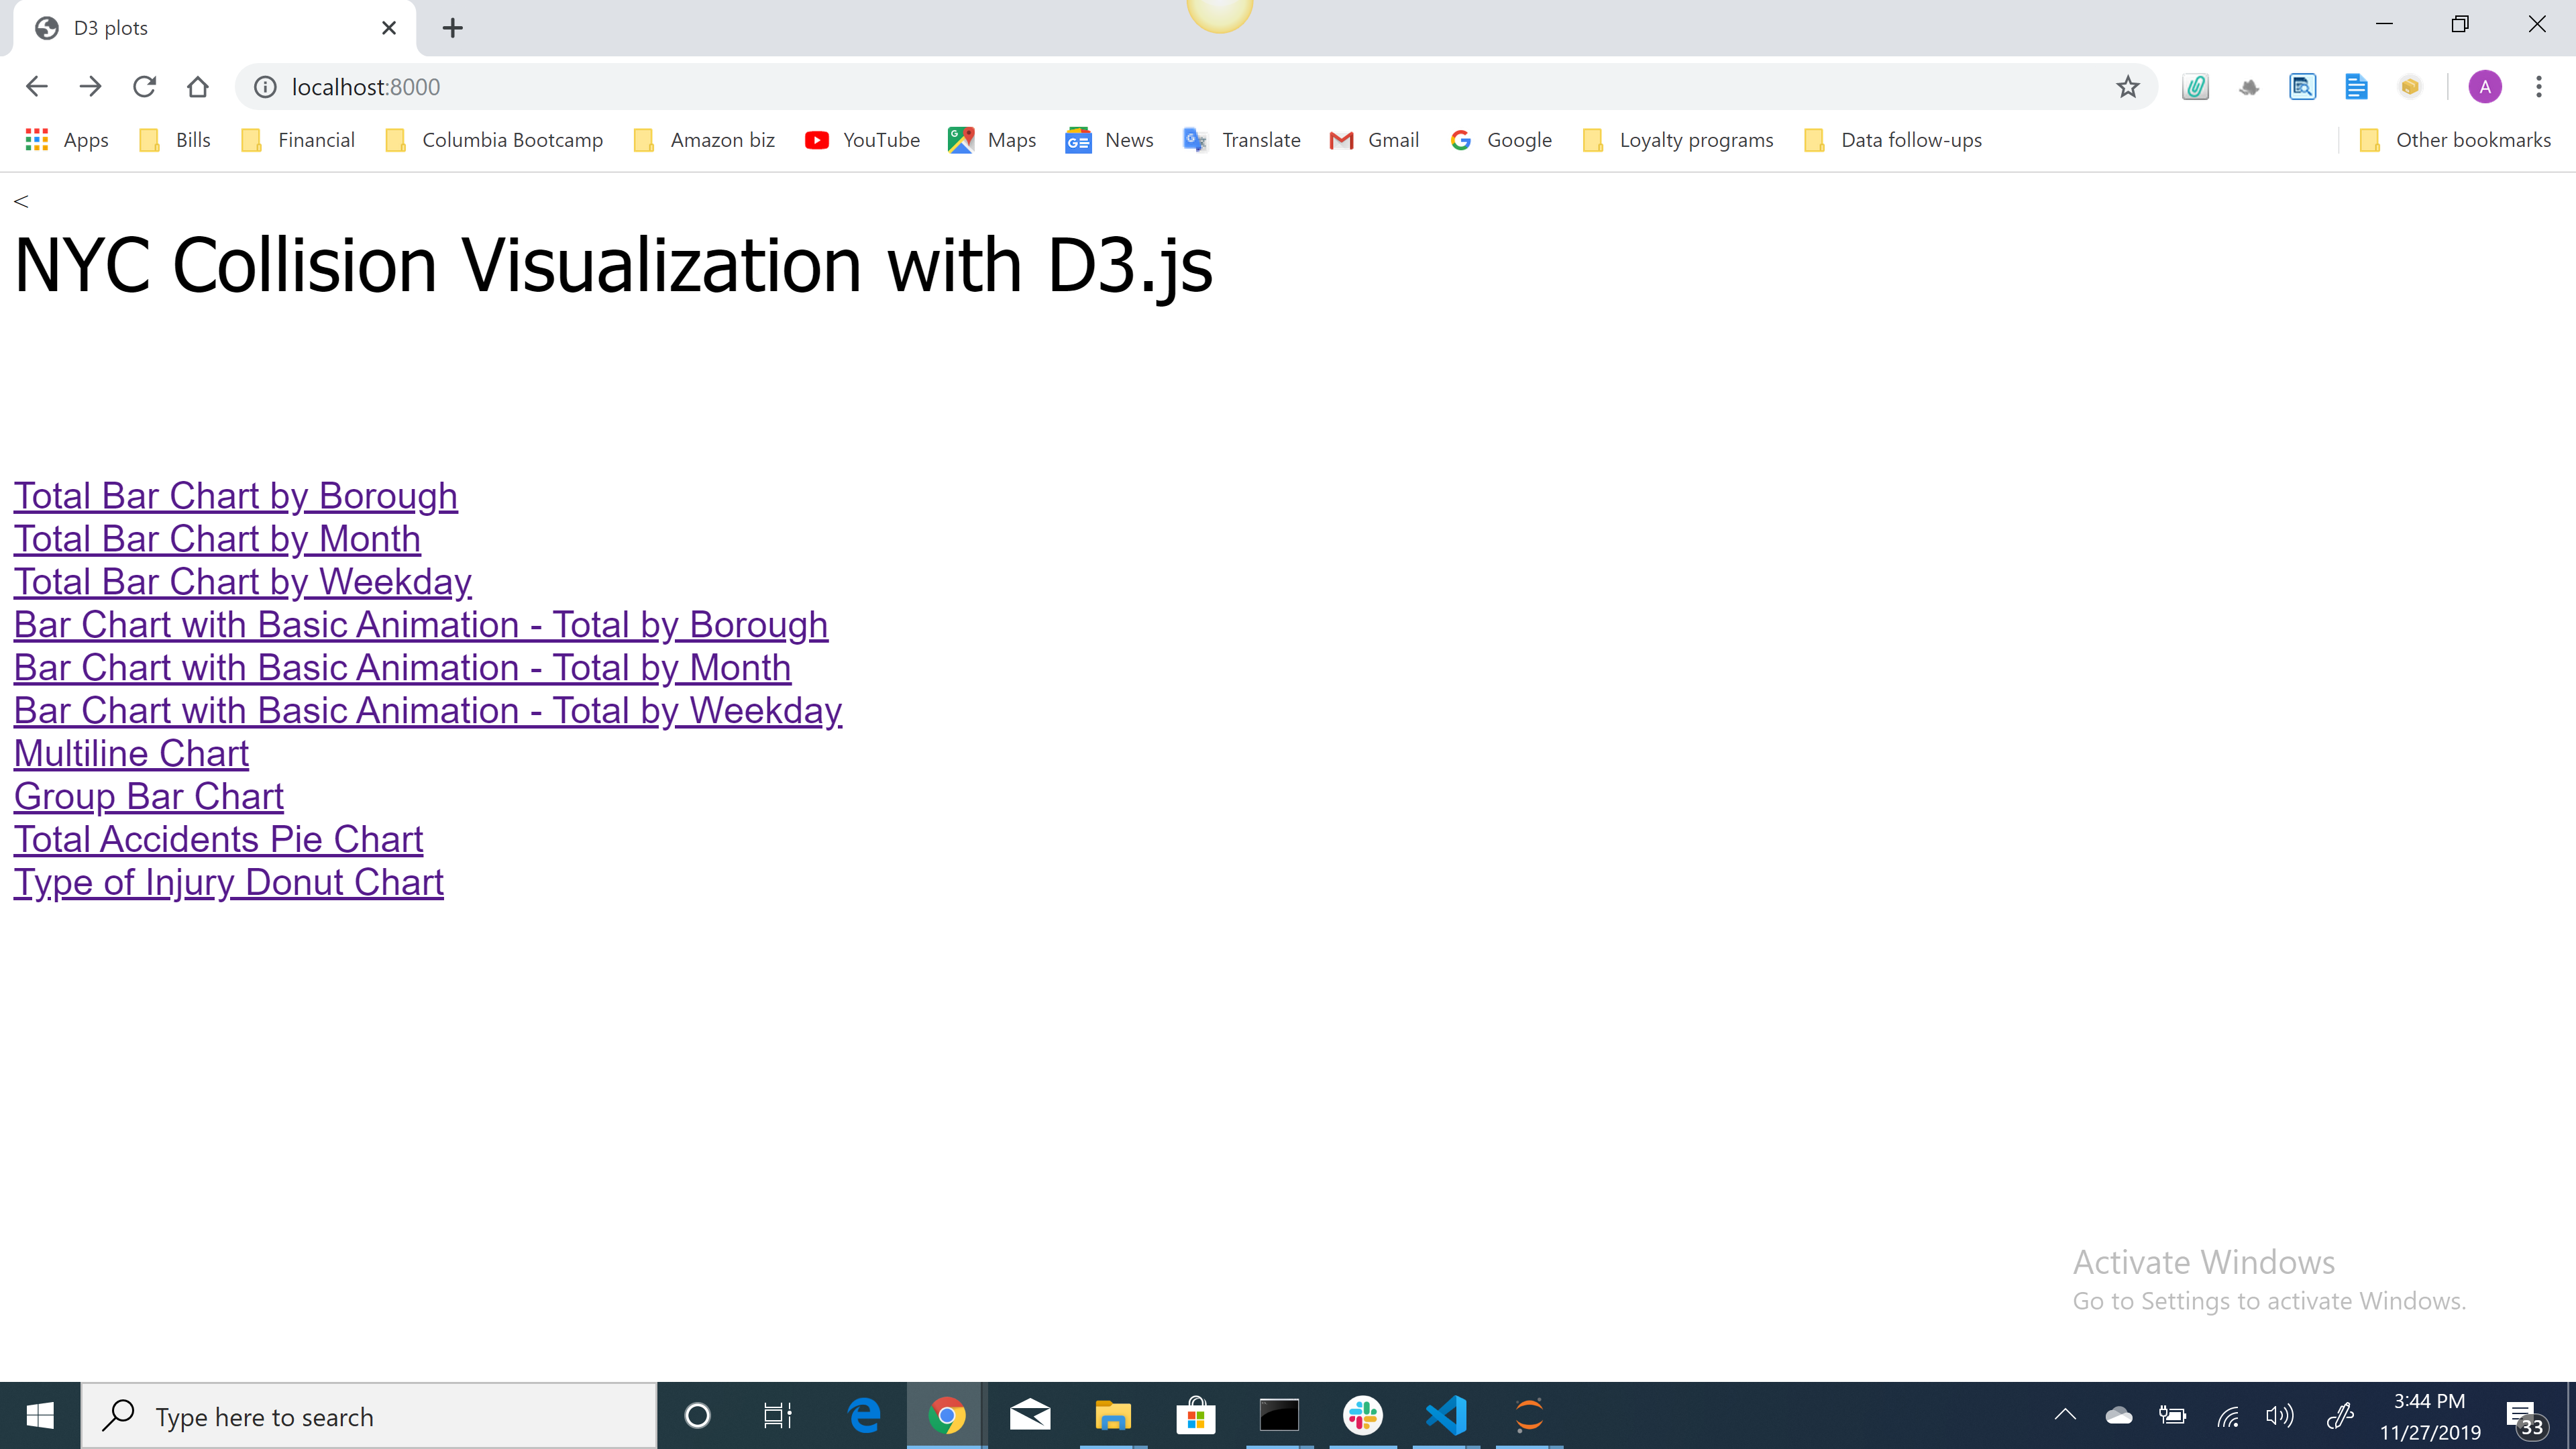 D3 plots
localhost:8000
A
Apps Bills Financial Columbia Bootcamp Amazon biz YouTube Maps News Translate Gmail Google Loyalty programs Data follow-ups Other bookmarks
<
NYC Collision Visualization with D3.js
Total Bar Chart by Borough
Total Bar Chart by Month
Total Bar Chart by Weekday
Bar Chart with Basic Animation - Total by Borough
Bar Chart with Basic Animation - Total by Month
Bar Chart with Basic Animation - Total by Weekday
Multiline Chart
Group Bar Chart
Total Accidents Pie Chart
Type of Injury Donut Chart
Activate Windows
Go to Settings to activate Windows.
Type here to search
3:44 PM
11/27/2019
33